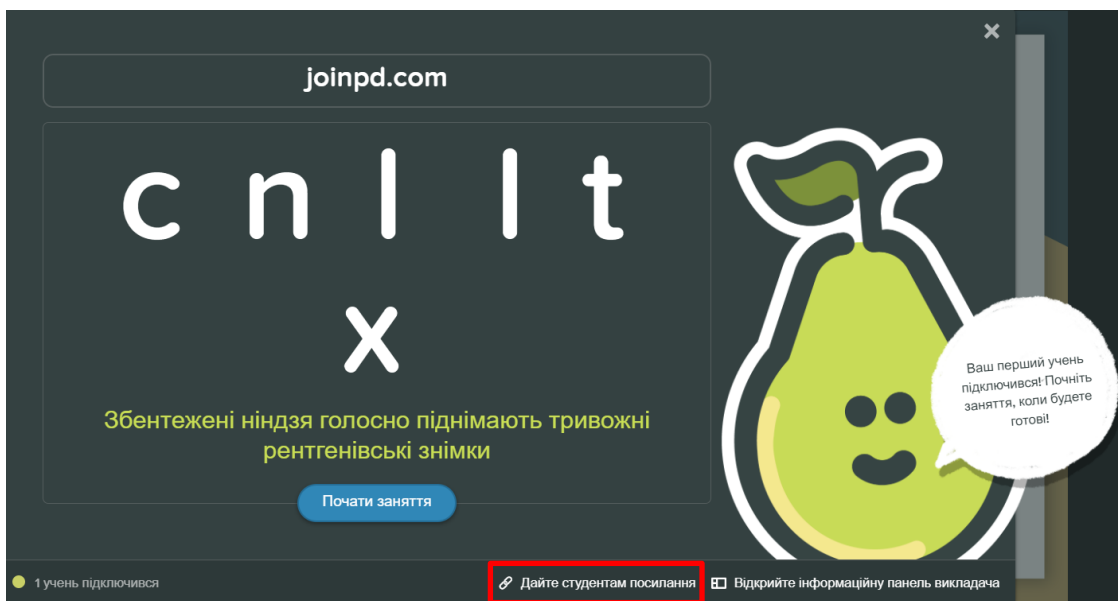 joinpd.com
c n l l t
x
Збентежені ніндзя голосно піднімають тривожні
рентгенівські знімки
Почати заняття
Ваш перший учень
підключився! Почніть
заняття, коли будете
готові!
1 учень підключився
Дайте студентам посилання
Відкрийте інформаційну панель викладача